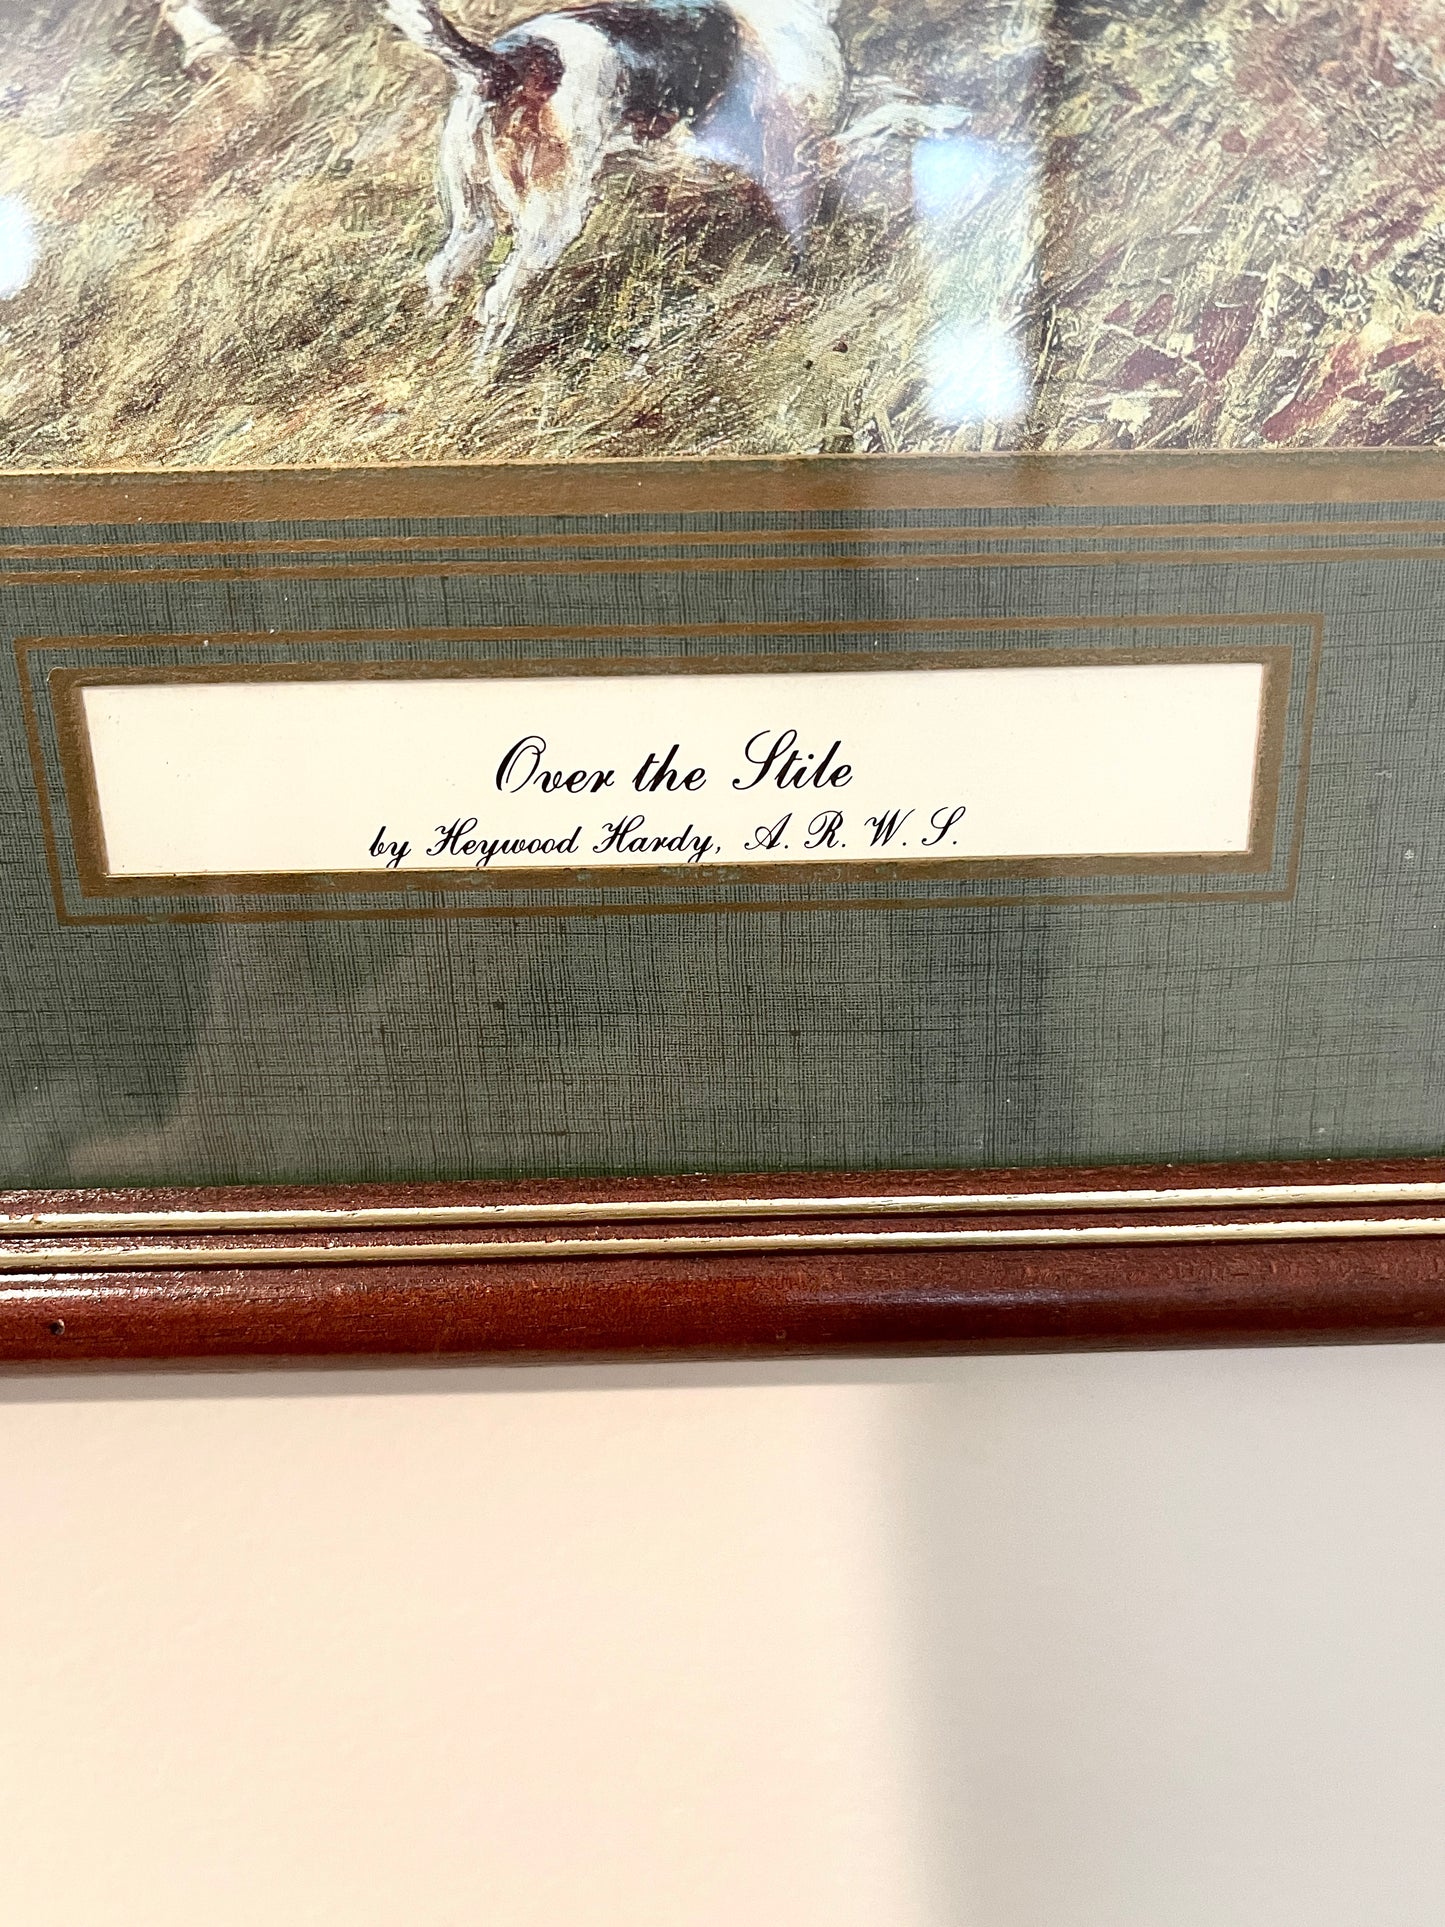 Over the Stile
by Heywood Hardy, A. R. W. S.